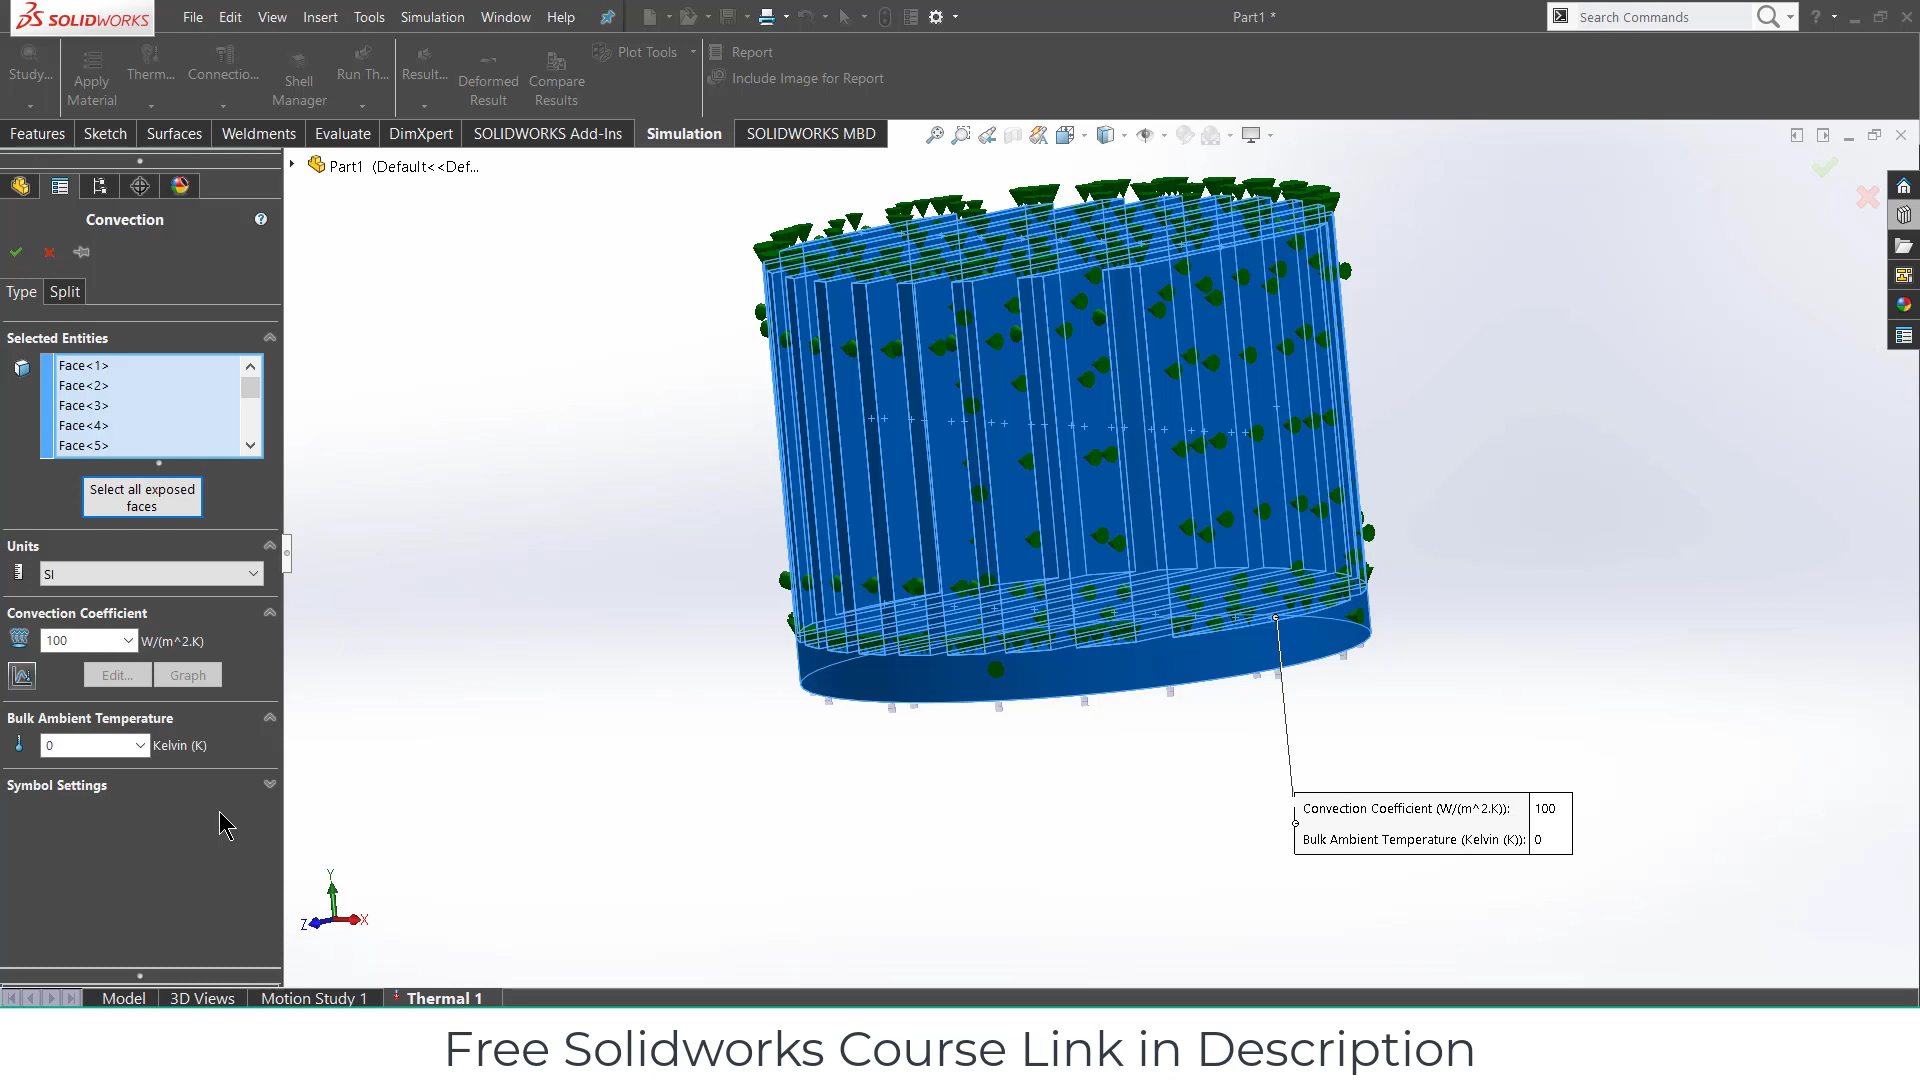 SOLIDWORKS
File Edit View Insert Tools Simulation Window Help
Part1 *
Search Commands
Study...
Apply Material
Therm...
Connectio...
Shell Manager
Run Th...
Result...
Deformed Result
Compare Results
Plot Tools
Report
Include Image for Report
Features Sketch Surfaces Weldments Evaluate DimXpert SOLIDWORKS Add-Ins Simulation SOLIDWORKS MBD
Part1 (Default<<Def...
Convection
Type Split
Selected Entities
Face<1>
Face<2>
Face<3>
Face<4>
Face<5>
Select all exposed
faces
Units
SI
Convection Coefficient
100 W/(m^2.K)
Edit... Graph
Bulk Ambient Temperature
0 Kelvin (K)
Symbol Settings
Convection Coefficient (W/(m^2.K)): 100
Bulk Ambient Temperature (Kelvin (K)): 0
Y
Z X
Model 3D Views Motion Study 1 Thermal 1
Free Solidworks Course Link in Description